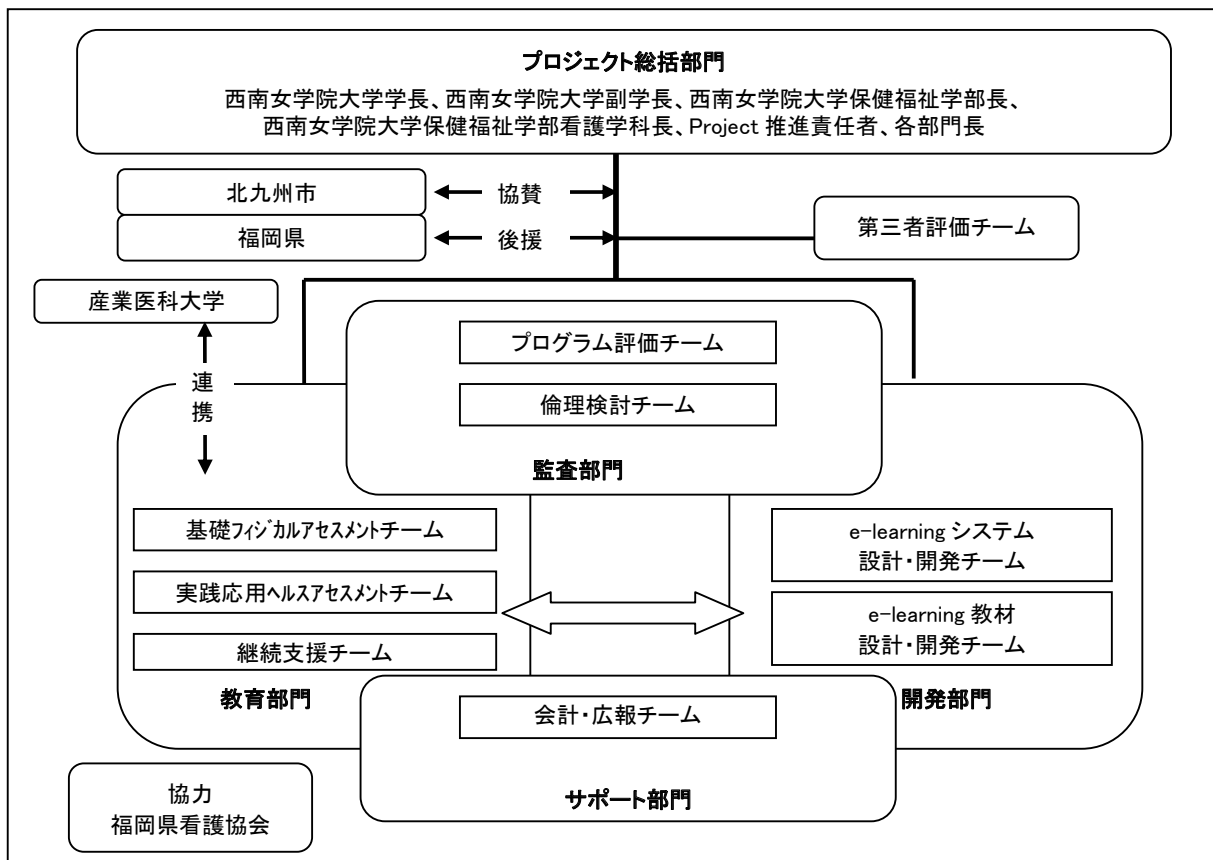 プロジェクト総括部門
西南女学院大学学長、西南女学院大学副学長、西南女学院大学保健福祉学部長、
西南女学院大学保健福祉学部看護学科長、Project 推進責任者、各部門長
北九州市
協賛
福岡県
後援
第三者評価チーム
産業医科大学
連携
プログラム評価チーム
倫理検討チーム
監査部門
基礎フィジカルアセスメントチーム
実践応用ヘルスアセスメントチーム
継続支援チーム
教育部門
e-learning システム
設計・開発チーム
e-learning 教材
設計・開発チーム
開発部門
会計・広報チーム
サポート部門
協力
福岡県看護協会